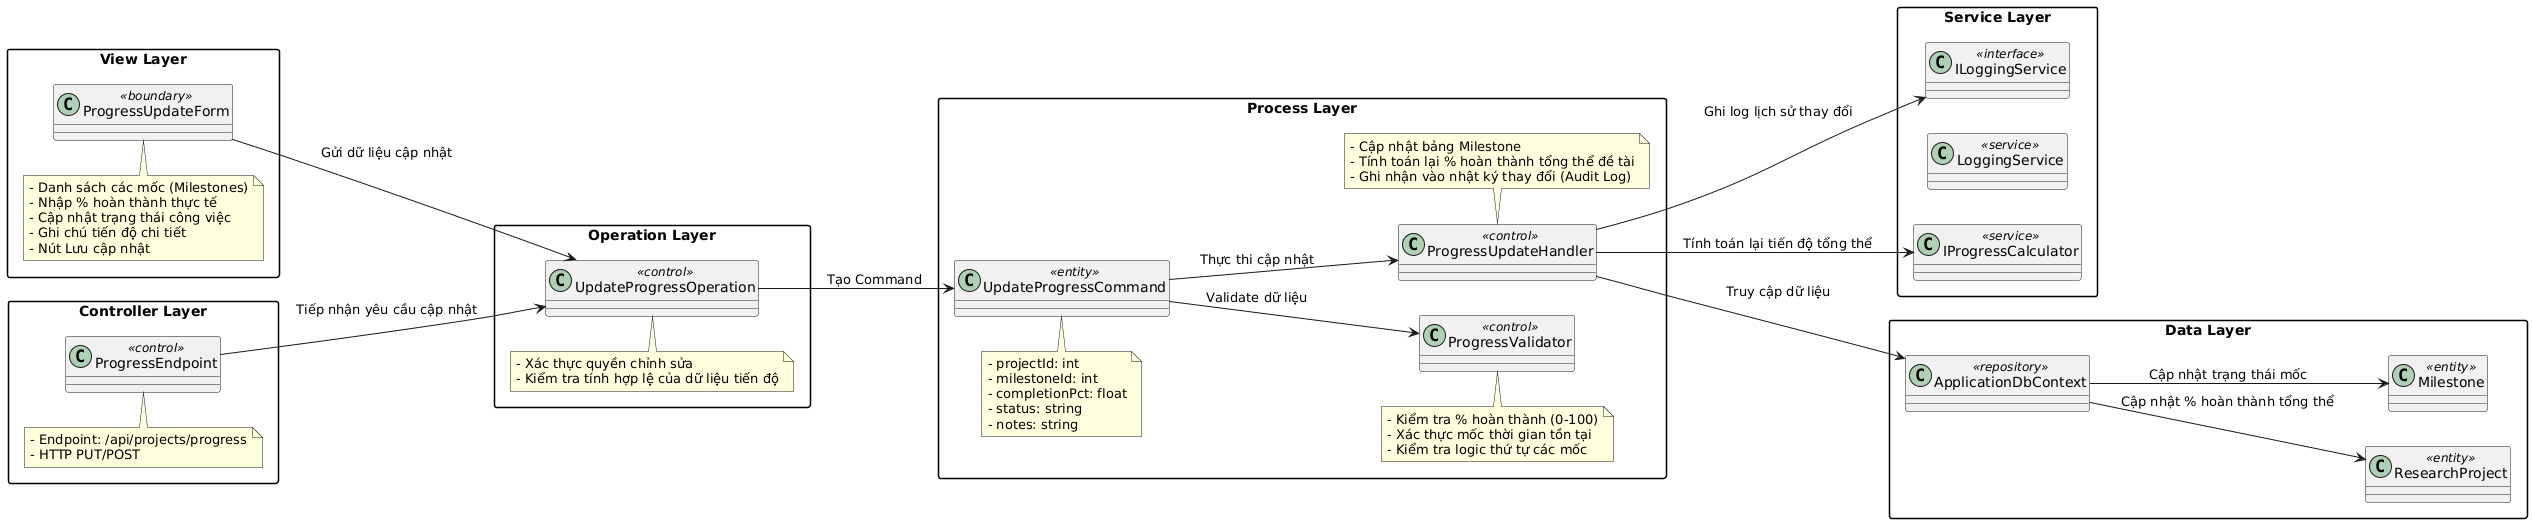 View Layer
C
«boundary»
ProgressUpdateForm
- Danh sách các mốc (Milestones)
- Nhập % hoàn thành thực tế
- Cập nhật trạng thái công việc
- Ghi chú tiến độ chi tiết
- Nút Lưu cập nhật
Controller Layer
C
«control»
ProgressEndpoint
- Endpoint: /api/projects/progress
- HTTP PUT/POST
Gửi dữ liệu cập nhật
Tiếp nhận yêu cầu cập nhật
Operation Layer
C
«control»
UpdateProgressOperation
- Xác thực quyền chỉnh sửa
- Kiểm tra tính hợp lệ của dữ liệu tiến độ
Tạo Command
Process Layer
C
«entity»
UpdateProgressCommand
- projectId: int
- milestoneId: int
- completionPct: float
- status: string
- notes: string
Thực thi cập nhật
Validate dữ liệu
- Cập nhật bảng Milestone
- Tính toán lại % hoàn thành tổng thể đề tài
- Ghi nhận vào nhật ký thay đổi (Audit Log)
C
«control»
ProgressUpdateHandler
C
«control»
ProgressValidator
- Kiểm tra % hoàn thành (0-100)
- Xác thực mốc thời gian tồn tại
- Kiểm tra logic thứ tự các mốc
Ghi log lịch sử thay đổi
Tính toán lại tiến độ tổng thể
Truy cập dữ liệu
Service Layer
C
«interface»
ILoggingService
C
«service»
LoggingService
C
«service»
IProgressCalculator
Data Layer
C
«repository»
ApplicationDbContext
Cập nhật trạng thái mốc
Cập nhật % hoàn thành tổng thể
C
«entity»
Milestone
C
«entity»
ResearchProject